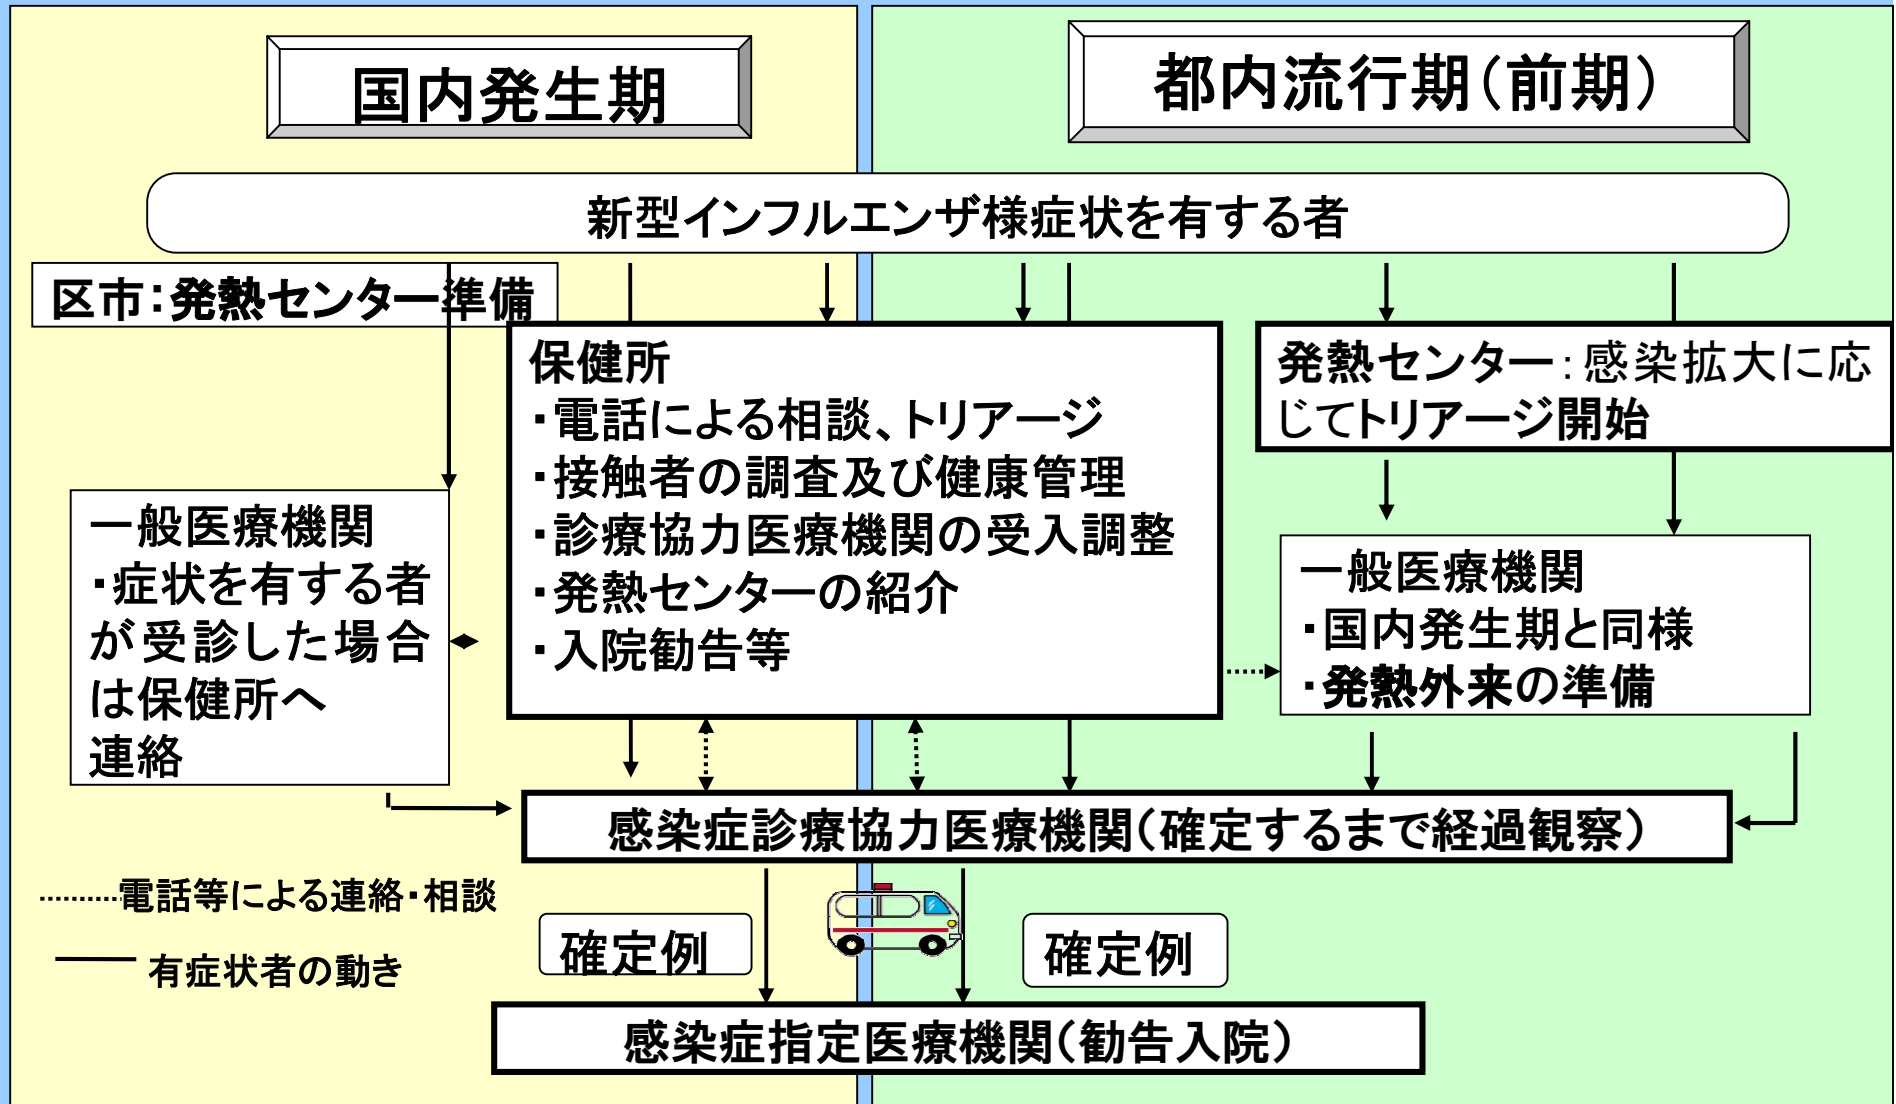 国内発生期
都内流行期(前期)
新型インフルエンザ様症状を有する者
区市:発熱センター準備
保健所
・電話による相談、トリアージ
・接触者の調査及び健康管理
・診療協力医療機関の受入調整
・発熱センターの紹介
・入院勧告等
発熱センター:感染拡大に応
じてトリアージ開始
一般医療機関
・症状を有する者
が受診した場合
は保健所へ
連絡
一般医療機関
・国内発生期と同様
・発熱外来の準備
感染症診療協力医療機関(確定するまで経過観察)
電話等による連絡・相談
有症状者の動き
確定例
確定例
感染症指定医療機関(勧告入院)